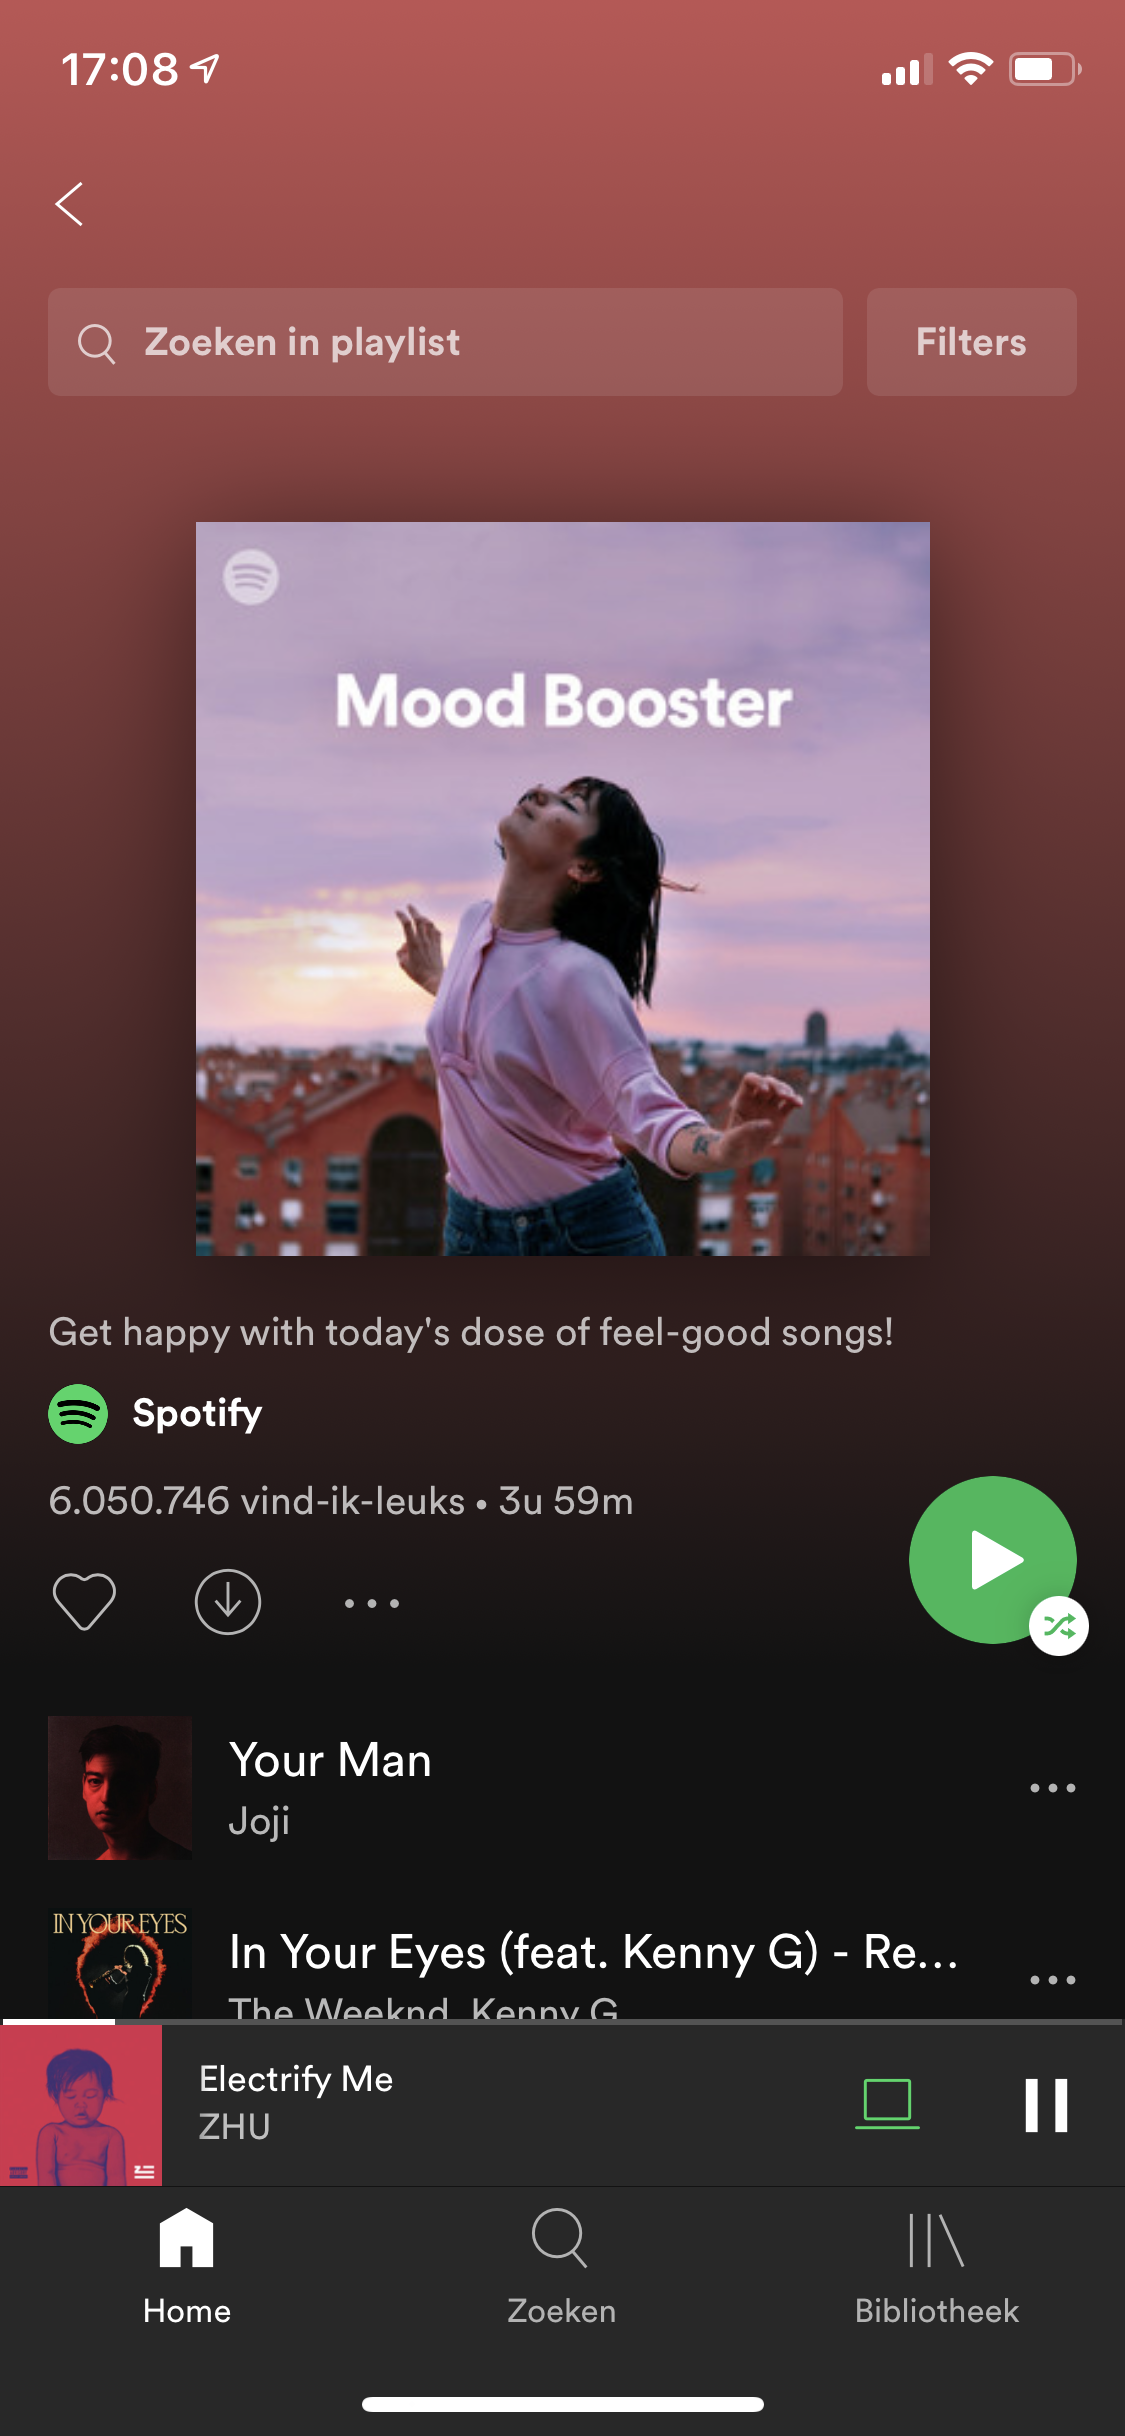 17:08
Zoeken in playlist
Filters
Mood Booster
Get happy with today's dose of feel-good songs!
Spotify
6.050.746 vind-ik-leuks • 3u 59m
Your Man
Joji
IN YOUR EYES
In Your Eyes (feat. Kenny G) - Re...
The Weeknd, Kenny G
Electrify Me
ZHU
Home
Zoeken
Bibliotheek